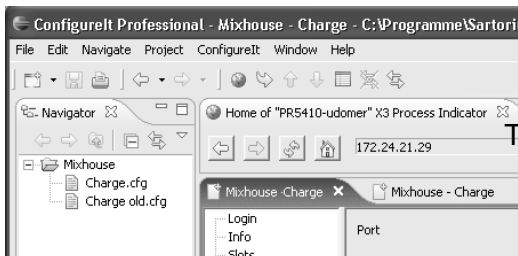 ConfigureIt Professional - Mixhouse - Charge - C:\Programme\Sartori
File Edit Navigate Project ConfigureIt Window Help
Navigator
Home of "PR5410-udomer" X3 Process Indicator
T
172.24.21.29
Mixhouse
Charge.cfg
Charge old.cfg
Mixhouse -Charge
Mixhouse - Charge
Login
Info
Slots
Port